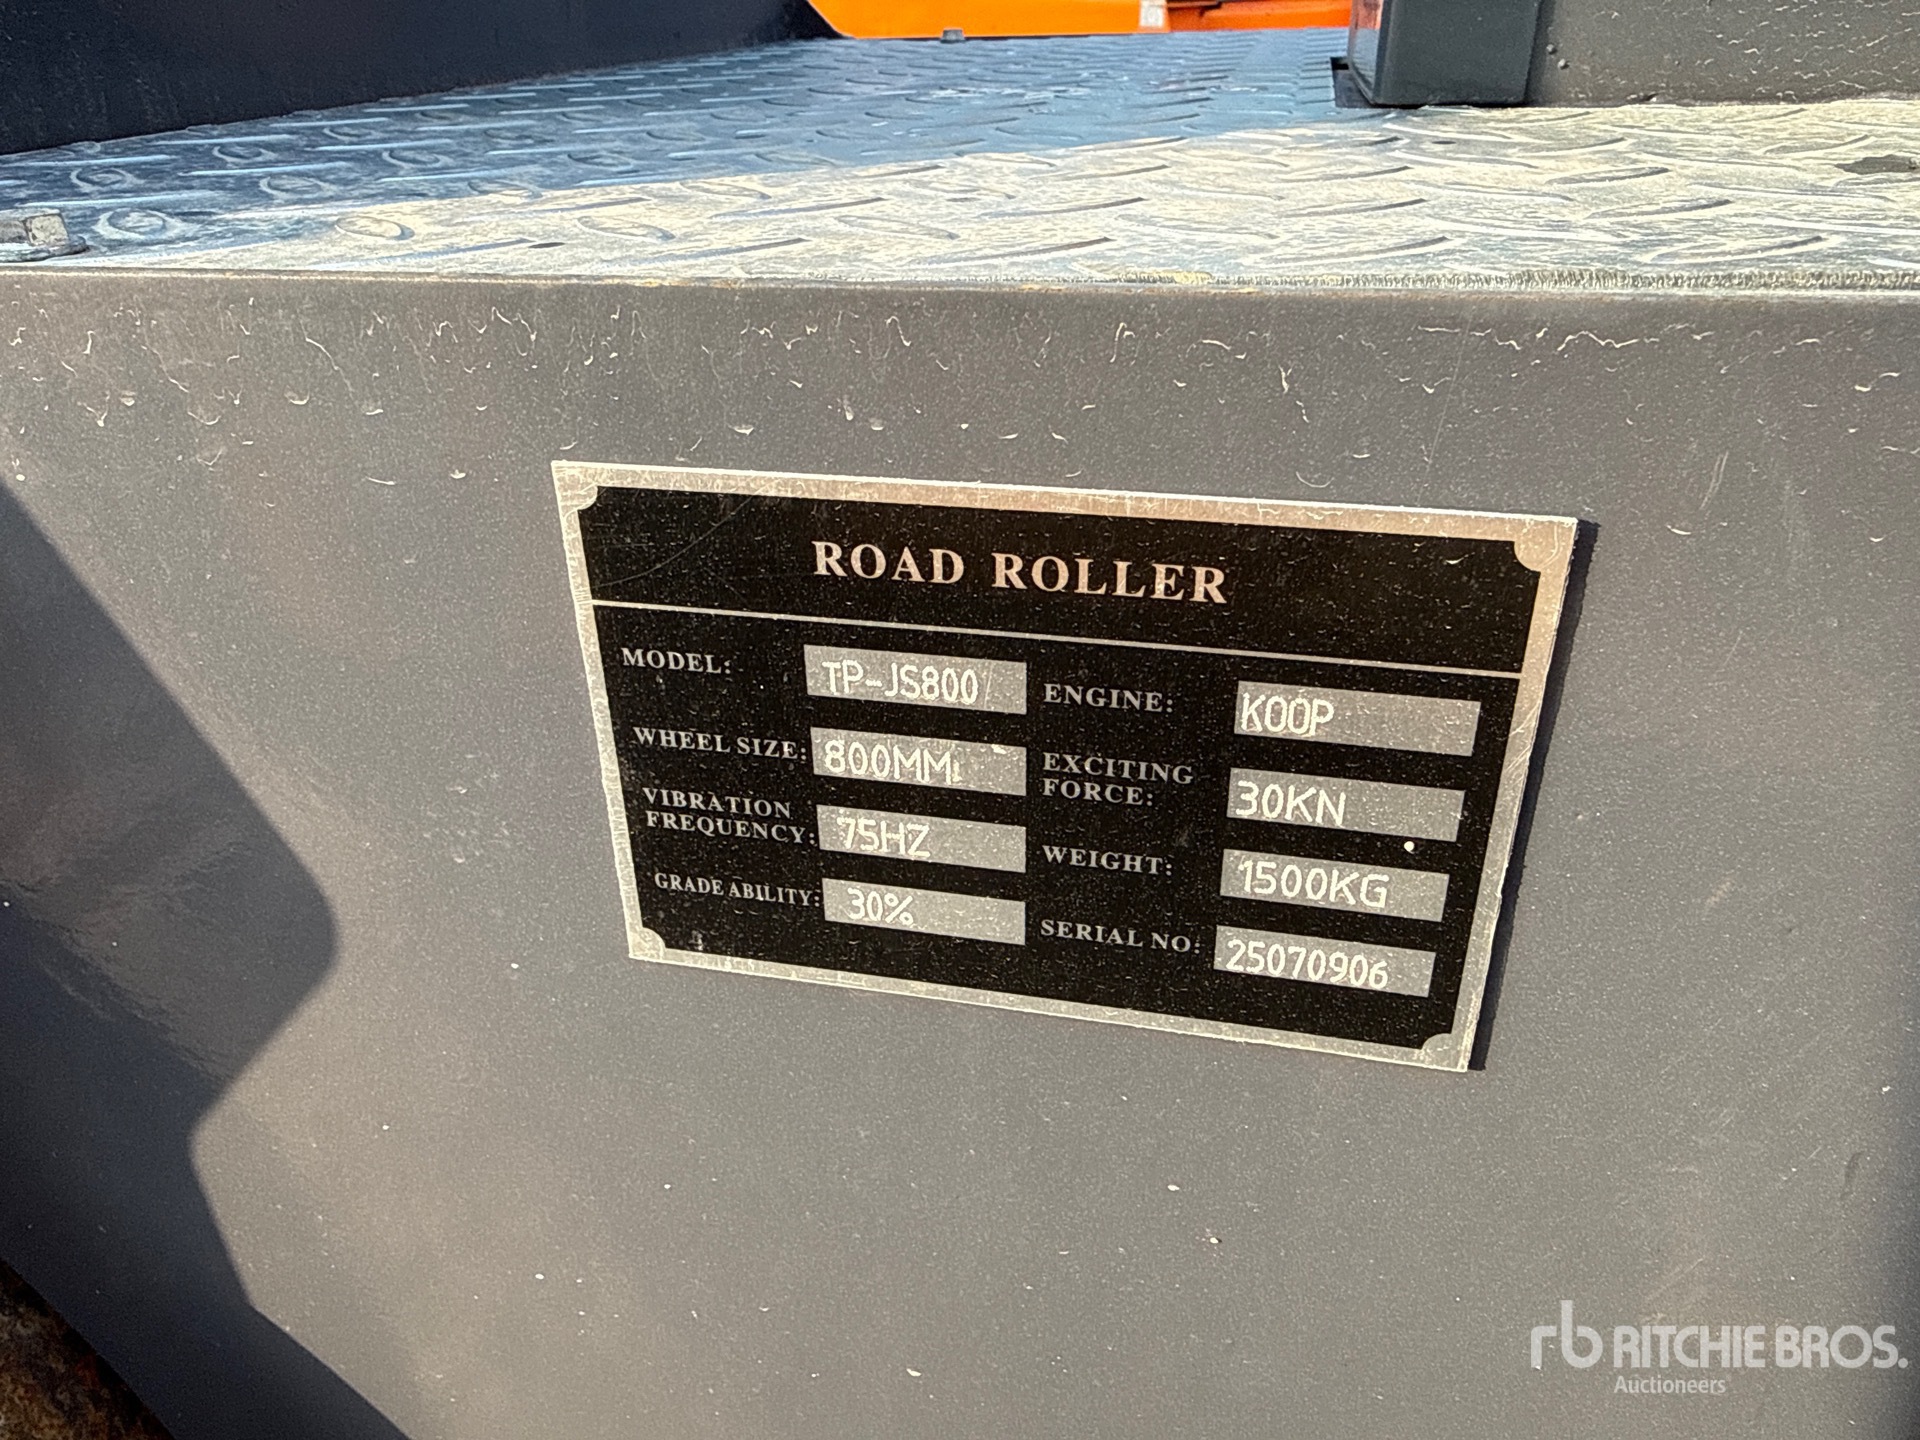 ROAD ROLLER
MODEL: TP-JS800
ENGINE: KOOP
WHEEL SIZE: 800MM
EXCITING
FORCE: 30KN
VIBRATION
FREQUENCY: 75HZ
WEIGHT: 1500KG
GRADE ABILITY: 30%
SERIAL NO: 25070906
rb RITCHIE BROS.
Auctioneers